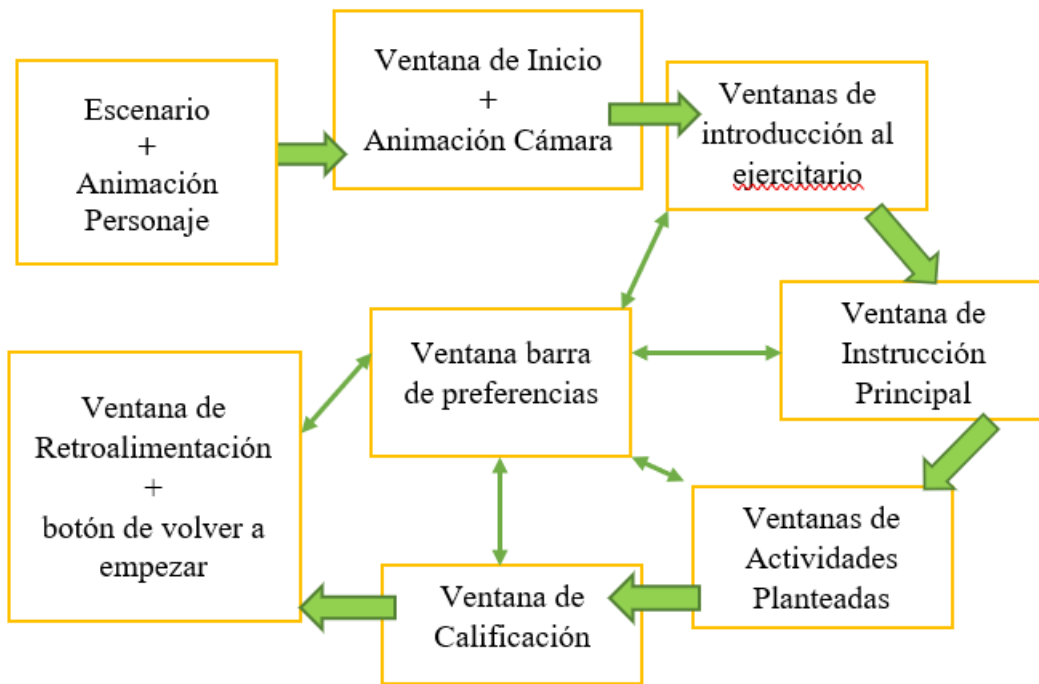 Escenario
+
Animación
Personaje
Ventana de Inicio
+
Animación Cámara
Ventanas de
introducción al
ejercitario
Ventana de
Instrucción
Principal
Ventana barra
de preferencias
Ventanas de
Actividades
Planteadas
Ventana de
Calificación
Ventana de
Retroalimentación
+
botón de volver a
empezar